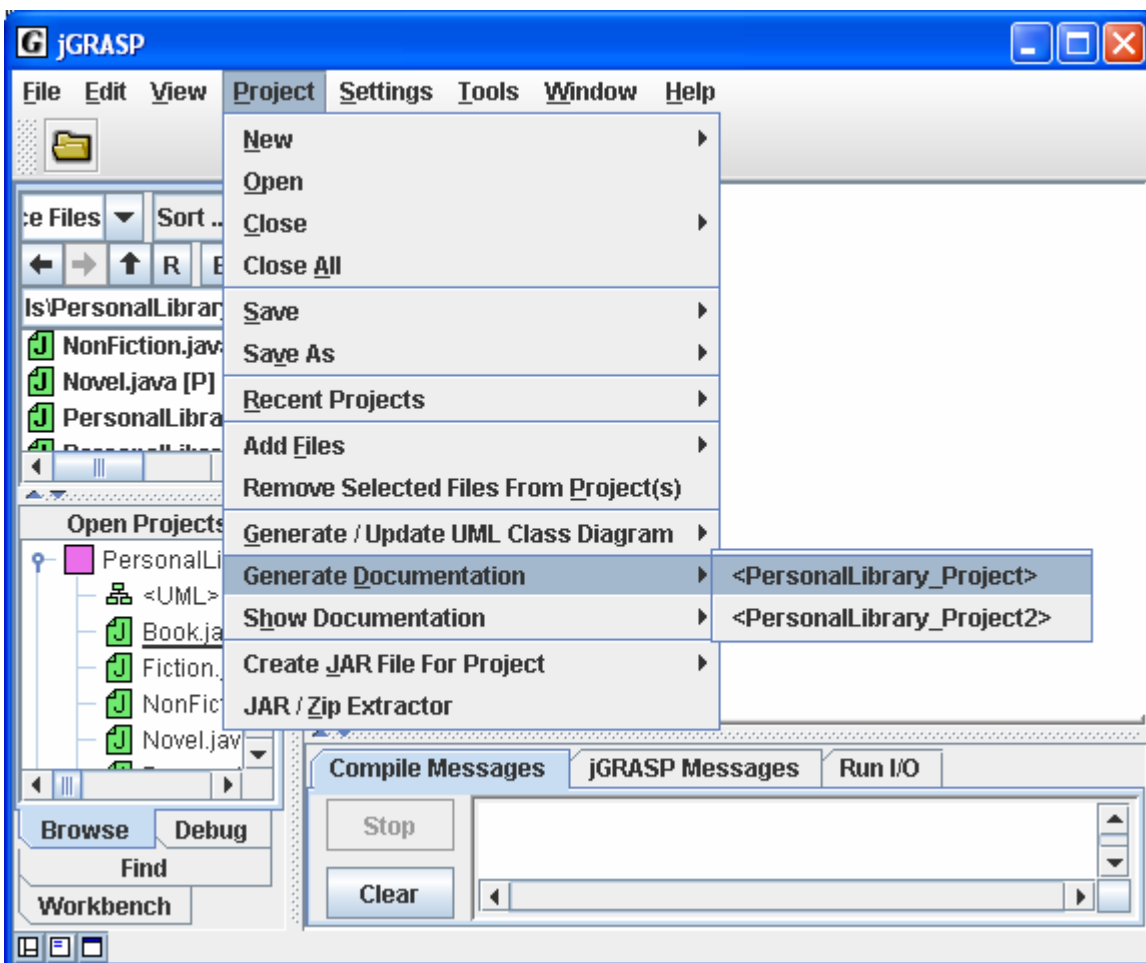 jGRASP
File Edit View Project Settings Tools Window Help
New
Open
Close
Close All
Save
Save As
Recent Projects
Add Files
Remove Selected Files From Project(s)
Generate / Update UML Class Diagram
Generate Documentation
<PersonalLibrary_Project>
<PersonalLibrary_Project2>
Show Documentation
Create JAR File For Project
JAR / Zip Extractor
:e Files Sort ..
R E
ls\PersonalLibrar
NonFiction.jav
Novel.java [P]
PersonalLibra
Open Projects
PersonalLi
<UML>
Book.ja
Fiction.
NonFic
Novel.jav
Browse Debug
Find
Workbench
Compile Messages jGRASP Messages Run I/O
Stop
Clear